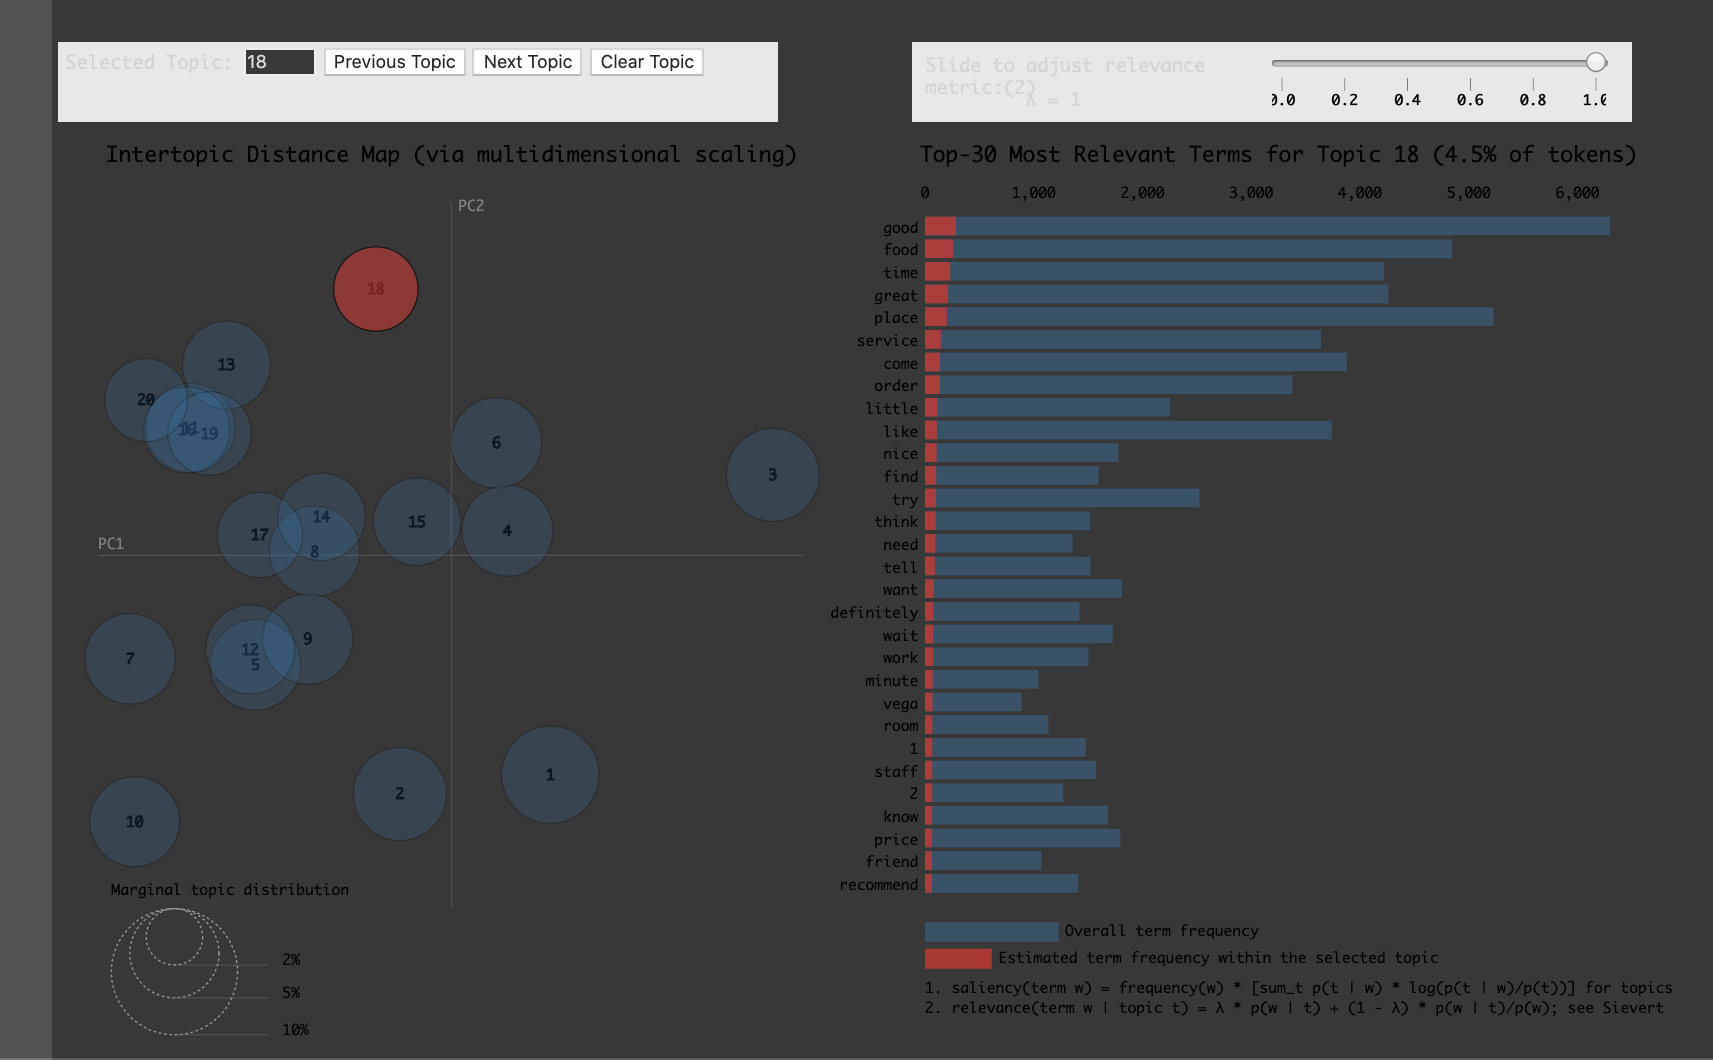 Selected Topic: 18 Previous Topic Next Topic Clear Topic
Slide to adjust relevance
metric:(2)
λ = 1
0.0 0.2 0.4 0.6 0.8 1.0
Intertopic Distance Map (via multidimensional scaling)
PC2
18
13
20
16
11
19
6
3
14
15
17
4
8
PC1
9
12
5
7
1
2
10
Marginal topic distribution
2%
5%
10%
Top-30 Most Relevant Terms for Topic 18 (4.5% of tokens)
0 1,000 2,000 3,000 4,000 5,000 6,000
good
food
time
great
place
service
come
order
little
like
nice
find
try
think
need
tell
want
definitely
wait
work
minute
vega
room
1
staff
2
know
price
friend
recommend
Overall term frequency
Estimated term frequency within the selected topic
1. saliency(term w) = frequency(w) * [sum_t p(t | w) * log(p(t | w)/p(t))] for topics
2. relevance(term w | topic t) = λ * p(w | t) + (1 - λ) * p(w | t)/p(w); see Sievert